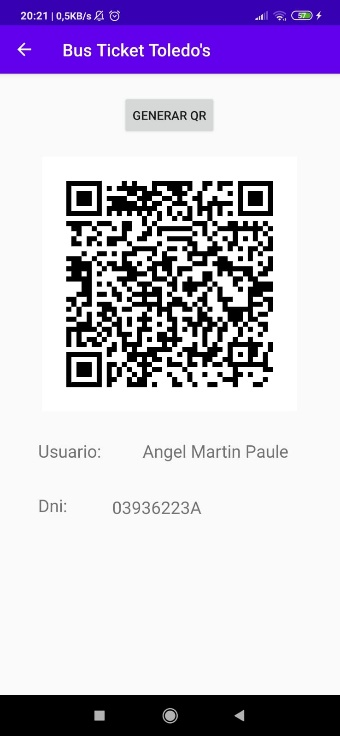 20:21 | 0,5KB/s 57
Bus Ticket Toledo's
GENERAR QR
Usuario: Angel Martin Paule
Dni: 03936223A